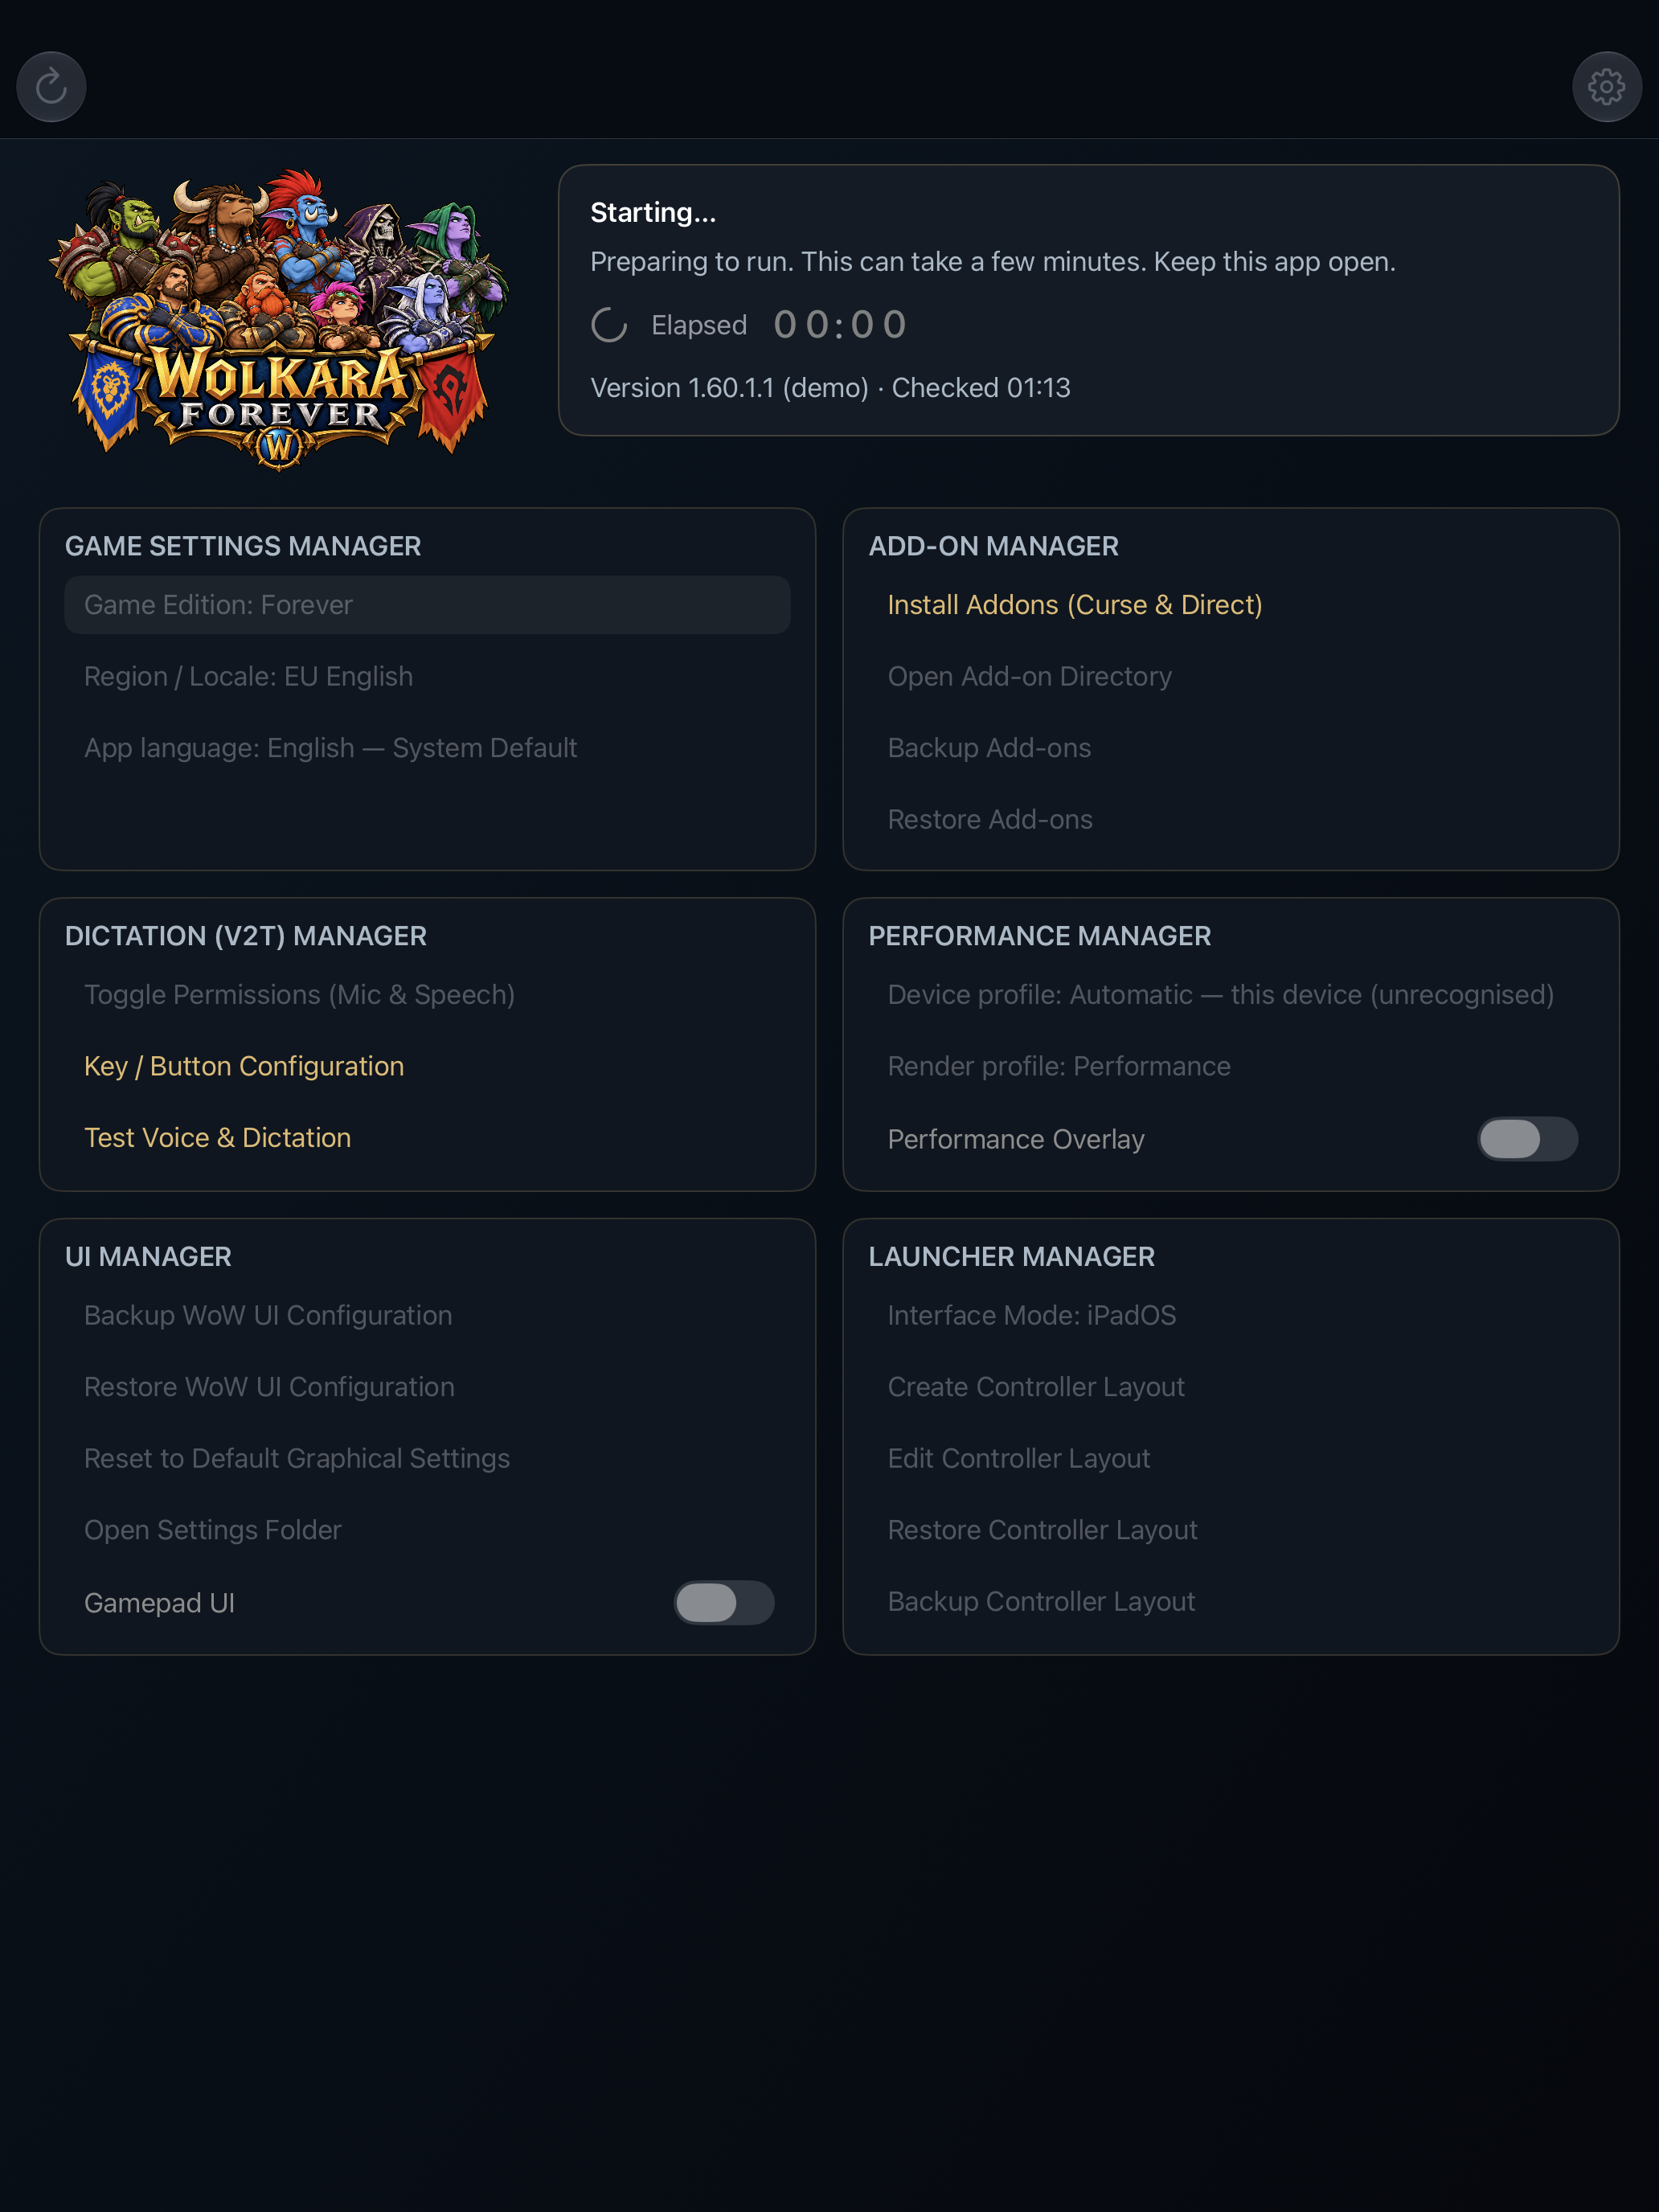 WOLKARA
FOREVER
W
Starting...
Preparing to run. This can take a few minutes. Keep this app open.
Elapsed 00:00
Version 1.60.1.1 (demo) · Checked 01:13
GAME SETTINGS MANAGER
Game Edition: Forever
Region / Locale: EU English
App language: English — System Default
ADD-ON MANAGER
Install Addons (Curse & Direct)
Open Add-on Directory
Backup Add-ons
Restore Add-ons
DICTATION (V2T) MANAGER
Toggle Permissions (Mic & Speech)
Key / Button Configuration
Test Voice & Dictation
PERFORMANCE MANAGER
Device profile: Automatic — this device (unrecognised)
Render profile: Performance
Performance Overlay
UI MANAGER
Backup WoW UI Configuration
Restore WoW UI Configuration
Reset to Default Graphical Settings
Open Settings Folder
Gamepad UI
LAUNCHER MANAGER
Interface Mode: iPadOS
Create Controller Layout
Edit Controller Layout
Restore Controller Layout
Backup Controller Layout